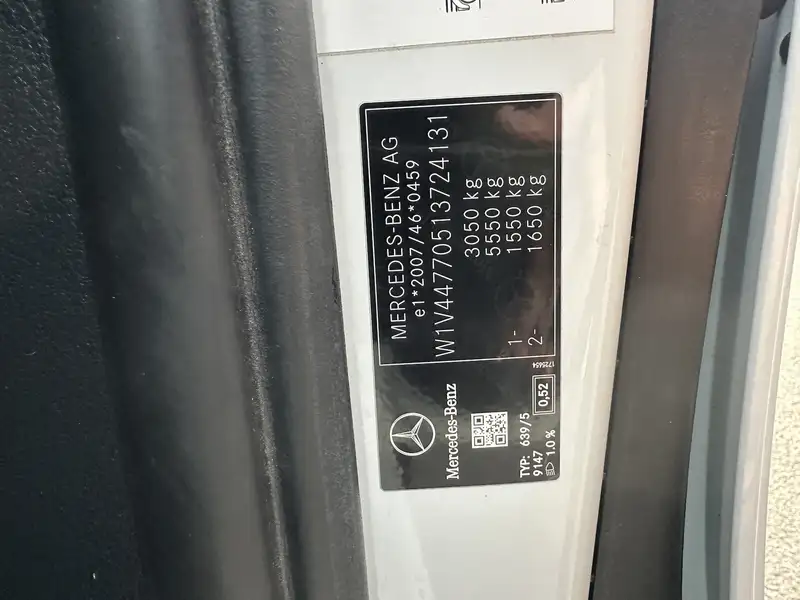 MERCEDES-BENZ AG
e1*2007/46*0459
W1V44770513724131
3050 kg
5550 kg
1- 1550 kg
2- 1650 kg
Mercedes-Benz
TYP: 639/5
9147
0,52
1.0 %
1725654